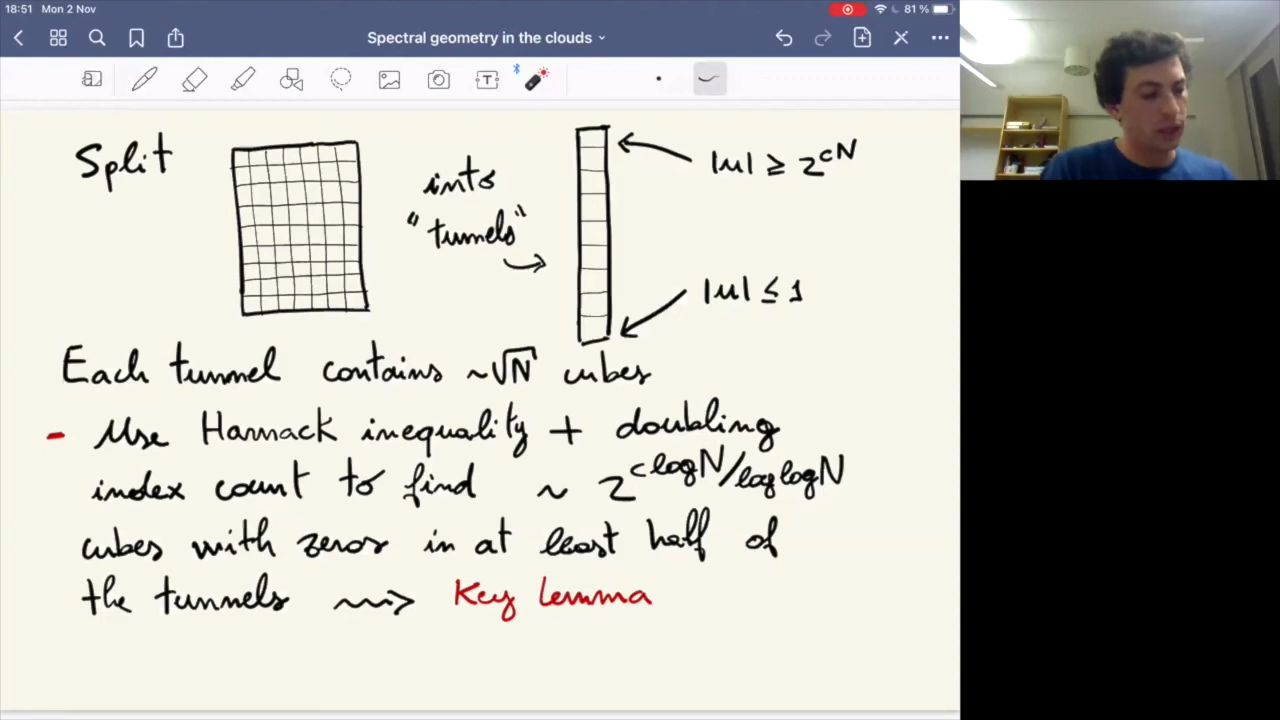 18:51 Mon 2 Nov
81 %
Spectral geometry in the clouds
Split
into
"tunnels"
|u| ≥ 2^{cN}
|u| ≤ 1
Each tunnel contains ~√N cubes
- Use Harnack inequality + doubling
index count to find ~ 2^{c log N / log log N}
cubes with zeros in at least half of
the tunnels ⇝ Key lemma